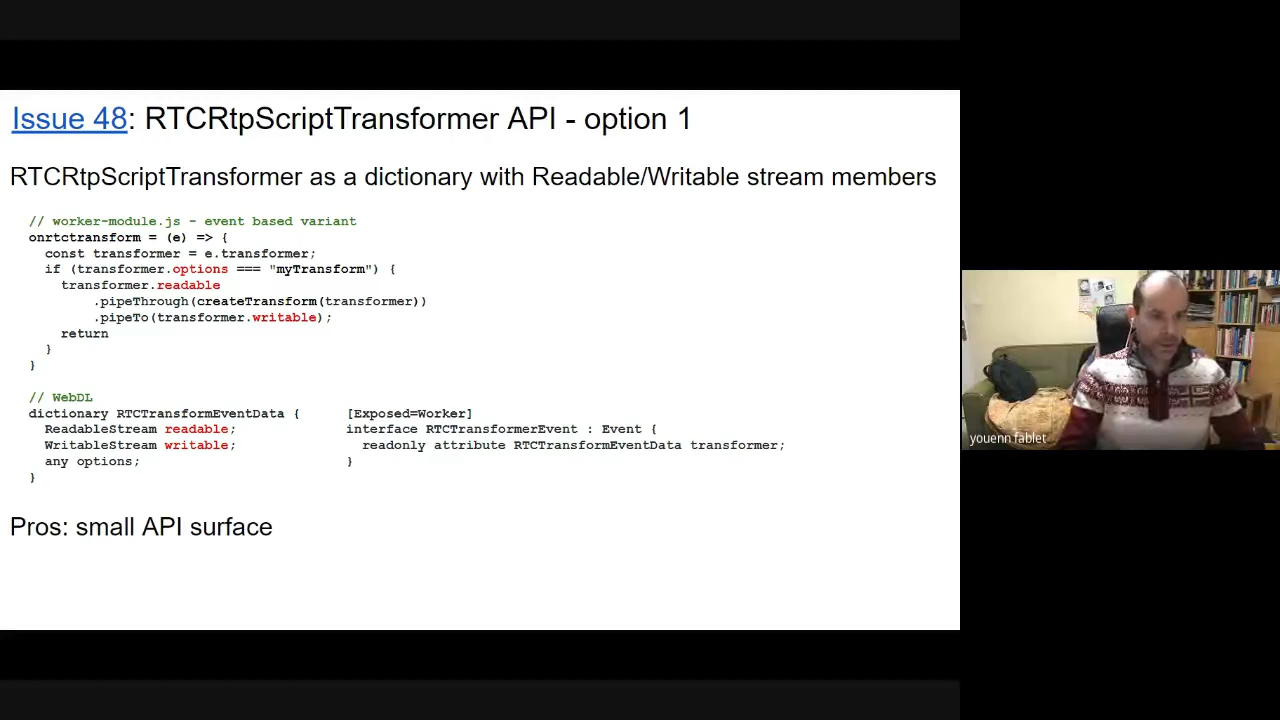 Issue 48: RTCRtpScriptTransformer API - option 1
RTCRtpScriptTransformer as a dictionary with Readable/Writable stream members
// worker-module.js - event based variant
onrtctransform = (e) => {
const transformer = e.transformer;
if (transformer.options === "myTransform") {
transformer.readable
.pipeThrough(createTransform(transformer))
.pipeTo(transformer.writable);
return
}
}
// WebDL
dictionary RTCTransformEventData {
ReadableStream readable;
WritableStream writable;
any options;
}
[Exposed=Worker]
interface RTCTransformerEvent : Event {
readonly attribute RTCTransformEventData transformer;
}
Pros: small API surface
youenn fablet